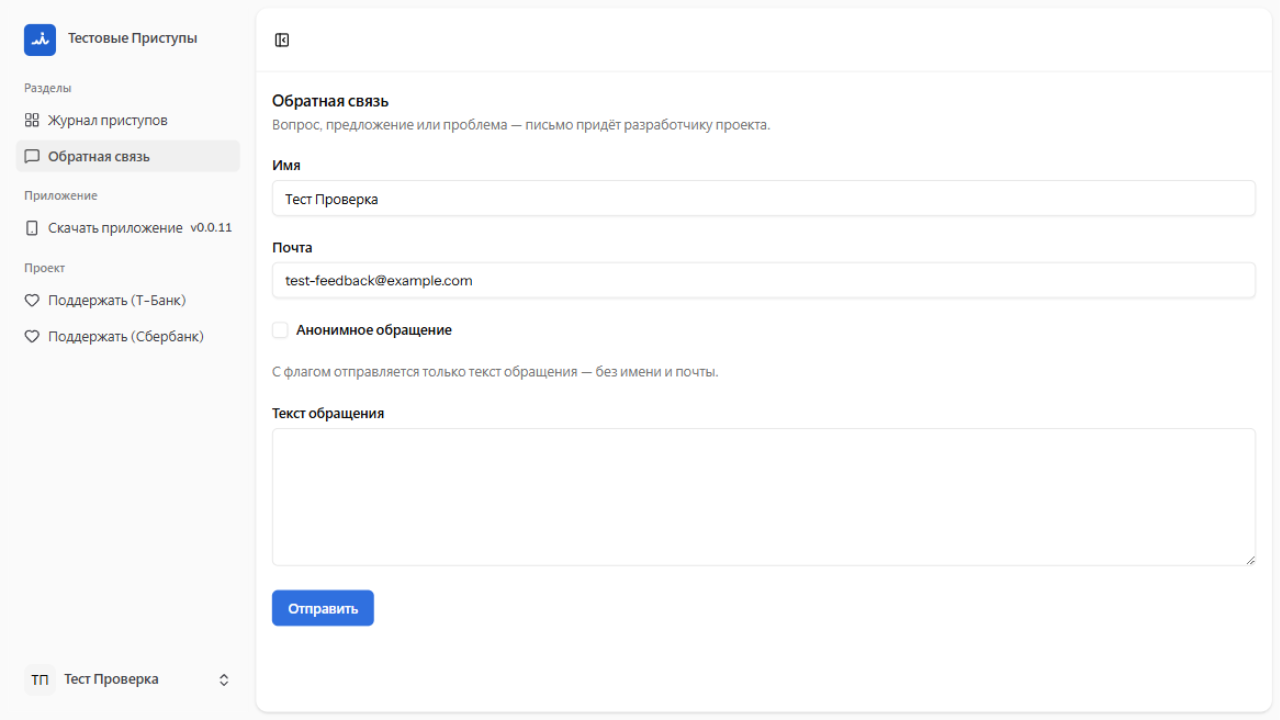 Тестовые Приступы
Разделы
Журнал приступов
Обратная связь
Приложение
Скачать приложение v0.0.11
Проект
Поддержать (Т-Банк)
Поддержать (Сбербанк)
ТП Тест Проверка
Обратная связь
Вопрос, предложение или проблема — письмо придёт разработчику проекта.
Имя
Тест Проверка
Почта
test-feedback@example.com
Анонимное обращение
С флагом отправляется только текст обращения — без имени и почты.
Текст обращения
Отправить